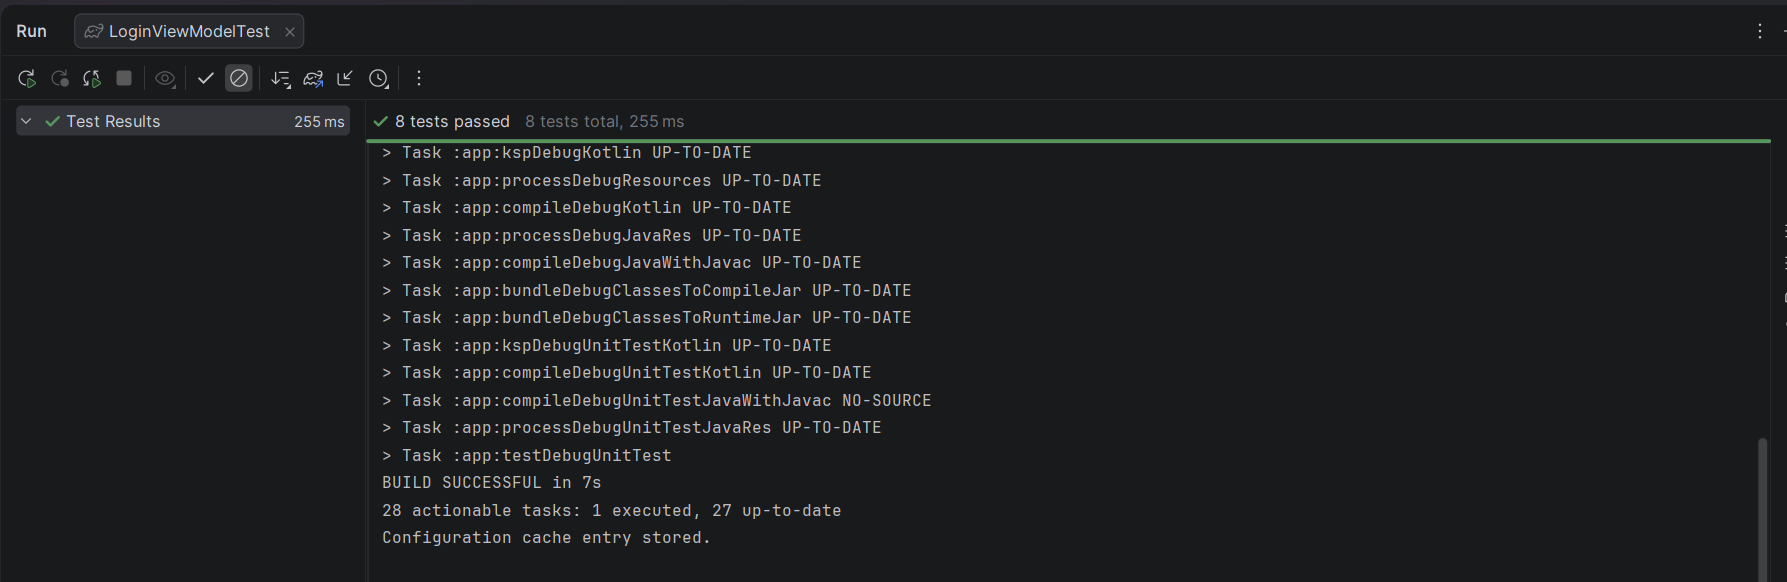 Run LoginViewModelTest
Test Results 255 ms
8 tests passed 8 tests total, 255 ms
> Task :app:kspDebugKotlin UP-TO-DATE
> Task :app:processDebugResources UP-TO-DATE
> Task :app:compileDebugKotlin UP-TO-DATE
> Task :app:processDebugJavaRes UP-TO-DATE
> Task :app:compileDebugJavaWithJavac UP-TO-DATE
> Task :app:bundleDebugClassesToCompileJar UP-TO-DATE
> Task :app:bundleDebugClassesToRuntimeJar UP-TO-DATE
> Task :app:kspDebugUnitTestKotlin UP-TO-DATE
> Task :app:compileDebugUnitTestKotlin UP-TO-DATE
> Task :app:compileDebugUnitTestJavaWithJavac NO-SOURCE
> Task :app:processDebugUnitTestJavaRes UP-TO-DATE
> Task :app:testDebugUnitTest
BUILD SUCCESSFUL in 7s
28 actionable tasks: 1 executed, 27 up-to-date
Configuration cache entry stored.